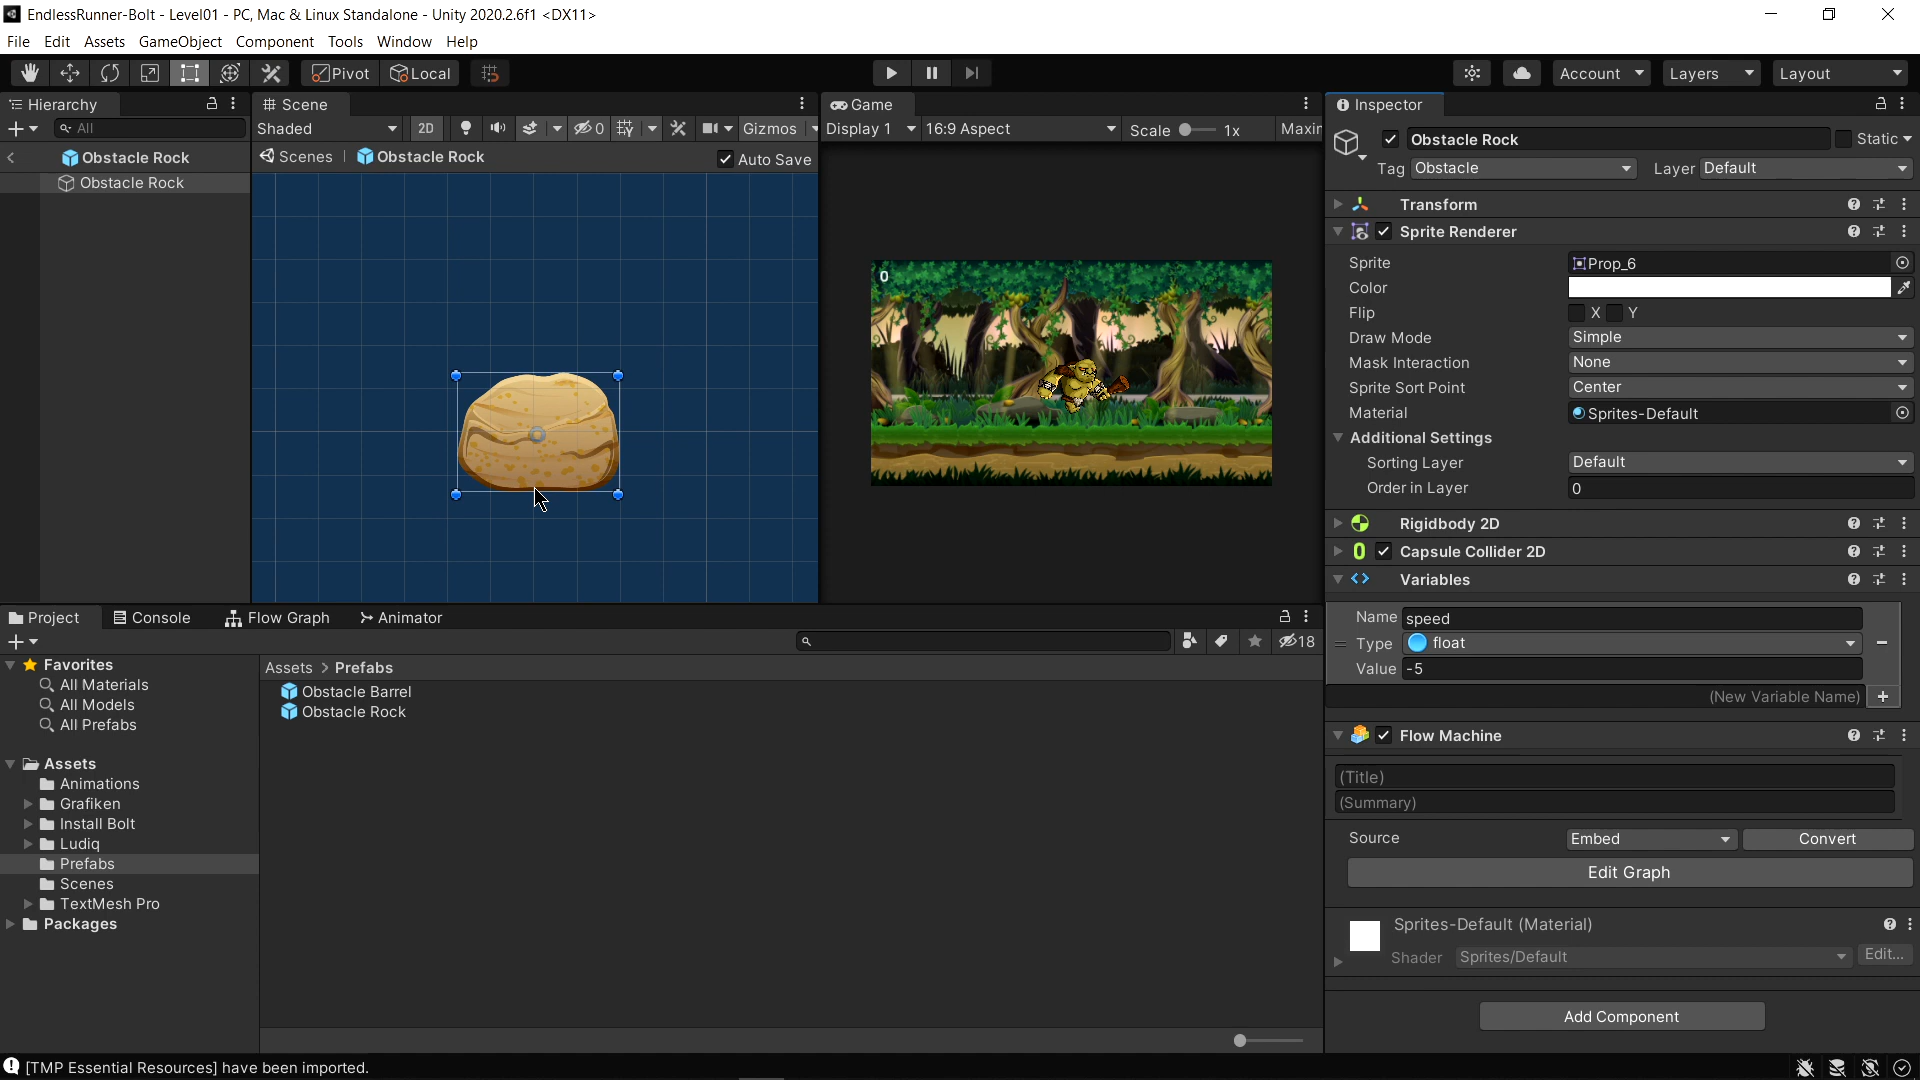 EndlessRunner-Bolt - Level01 - PC, Mac & Linux Standalone - Unity 2020.2.6f1 <DX11>
File Edit Assets GameObject Component Tools Window Help
Pivot Local Account Layers Layout
Hierarchy
All
Obstacle Rock
Obstacle Rock
Scene
Shaded 2D 0 Gizmos
Scenes Obstacle Rock Auto Save
Game
Display 1 16:9 Aspect Scale 1x Maxin
0
Inspector
Obstacle Rock Static
Tag Obstacle Layer Default
Transform
Sprite Renderer
Sprite Prop_6
Color
Flip X Y
Draw Mode Simple
Mask Interaction None
Sprite Sort Point Center
Material Sprites-Default
Additional Settings
Sorting Layer Default
Order in Layer 0
Rigidbody 2D
Capsule Collider 2D
Variables
Name speed
Type float
Value -5
(New Variable Name)
Flow Machine
(Title)
(Summary)
Source Embed Convert
Edit Graph
Sprites-Default (Material)
Shader Sprites/Default Edit...
Add Component
Project Console Flow Graph Animator
18
Favorites
All Materials
All Models
All Prefabs
Assets
Animations
Grafiken
Install Bolt
Ludiq
Prefabs
Scenes
TextMesh Pro
Packages
Assets > Prefabs
Obstacle Barrel
Obstacle Rock
[TMP Essential Resources] have been imported.